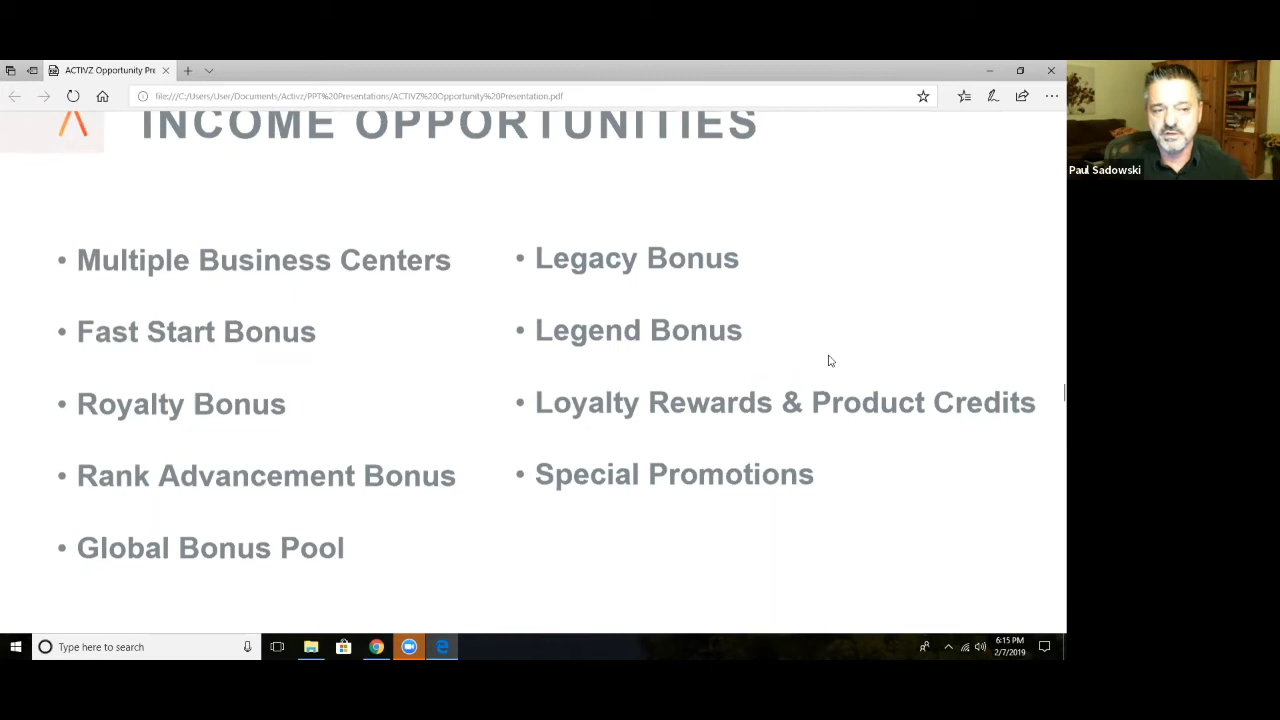 ACTIVZ Opportunity Pre
file:///C:/Users/User/Documents/Activz/PPT%20Presentations/ACTIVZ%20Opportunity%20Presentation.pdf
Paul Sadowski
INCOME OPPORTUNITIES
• Multiple Business Centers
• Fast Start Bonus
• Royalty Bonus
• Rank Advancement Bonus
• Global Bonus Pool
• Legacy Bonus
• Legend Bonus
• Loyalty Rewards & Product Credits
• Special Promotions
Type here to search
6:15 PM
2/7/2019